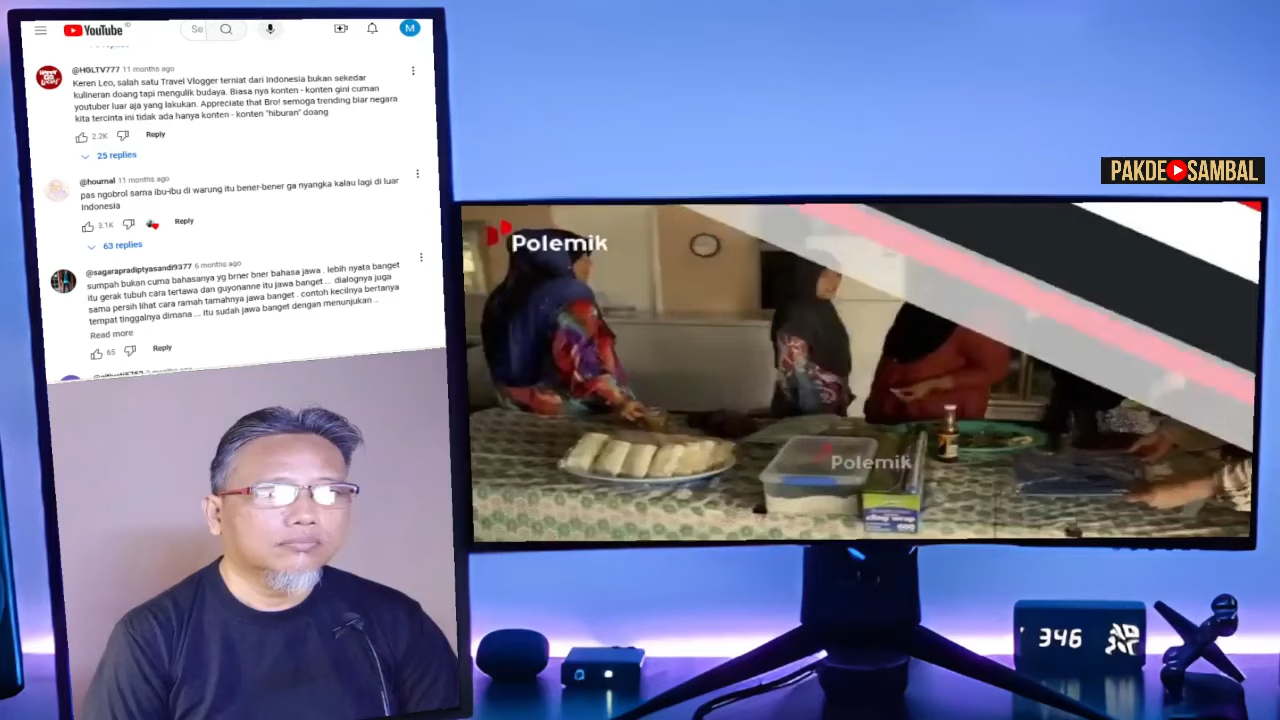 YouTube
ID
Se
M
@HGLTV777 11 months ago
Keren Leo, salah satu Travel Vlogger terniat dari Indonesia bukan sekedar
kulineran doang tapi mengulik budaya. Biasa nya konten - konten gini cuman
youtuber luar aja yang lakukan. Appreciate that Bro! semoga trending biar negara
kita tercinta ini tidak ada hanya konten - konten "hiburan" doang
2.2K Reply
25 replies
@houmal 11 months ago
pas ngobrol sama ibu-ibu di warung itu bener-bener ga nyangka kalau lagi di luar
Indonesia
3.1K Reply
63 replies
@sagarapradiptyasandi9377 6 months ago
sumpah bukan cuma bahasanya yg brner bner bahasa jawa . lebih nyata banget
itu gerak tubuh cara tertawa dan guyonanne itu jawa banget ... dialognya juga
sama persih lihat cara ramah tamahnya jawa banget . contoh kecilnya bertanya
tempat tinggalnya dimana ... itu sudah jawa banget dengan menunjukan ..
Read more
65 Reply
PAKDE SAMBAL
Polemik
Polemik
cling wrap
600
346